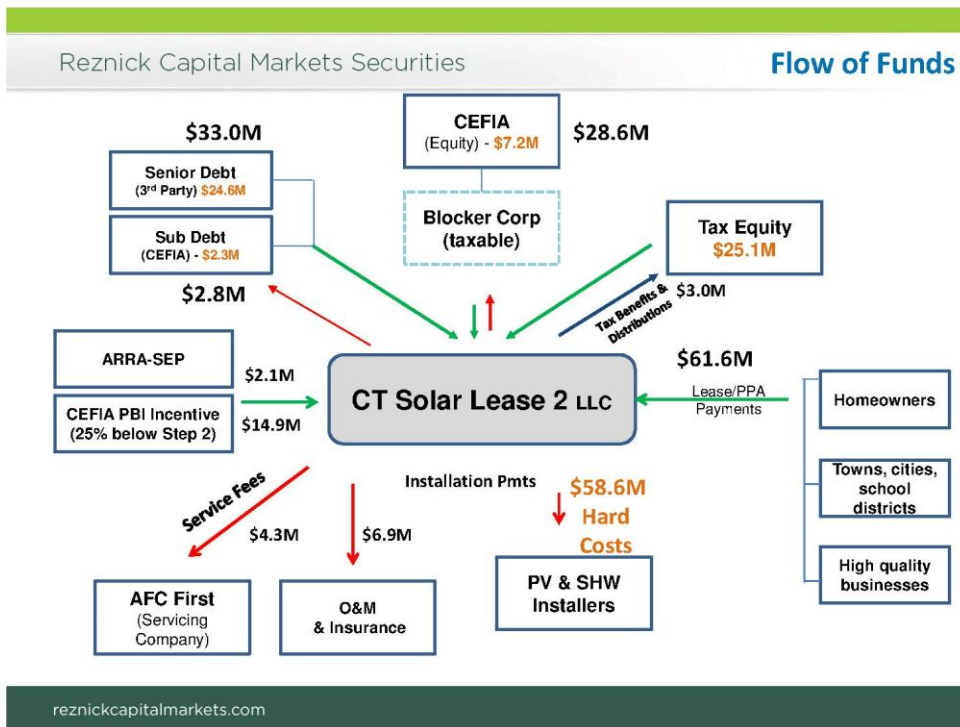 Reznick Capital Markets Securities
Flow of Funds
$33.0M
Senior Debt
(3rd Party) $24.6M
Sub Debt
(CEFIA) - $2.3M
$2.8M
CEFIA
(Equity) - $7.2M
$28.6M
Blocker Corp
(taxable)
Tax Equity
$25.1M
Tax Benefits &
Distributions
$3.0M
ARRA-SEP
$2.1M
CEFIA PBI Incentive
(25% below Step 2)
$14.9M
CT Solar Lease 2 LLC
$61.6M
Lease/PPA
Payments
Homeowners
Towns, cities,
school
districts
High quality
businesses
Service Fees
$4.3M
$6.9M
Installation Pmts
$58.6M
Hard
Costs
AFC First
(Servicing
Company)
O&M
& Insurance
PV & SHW
Installers
reznickcapitalmarkets.com